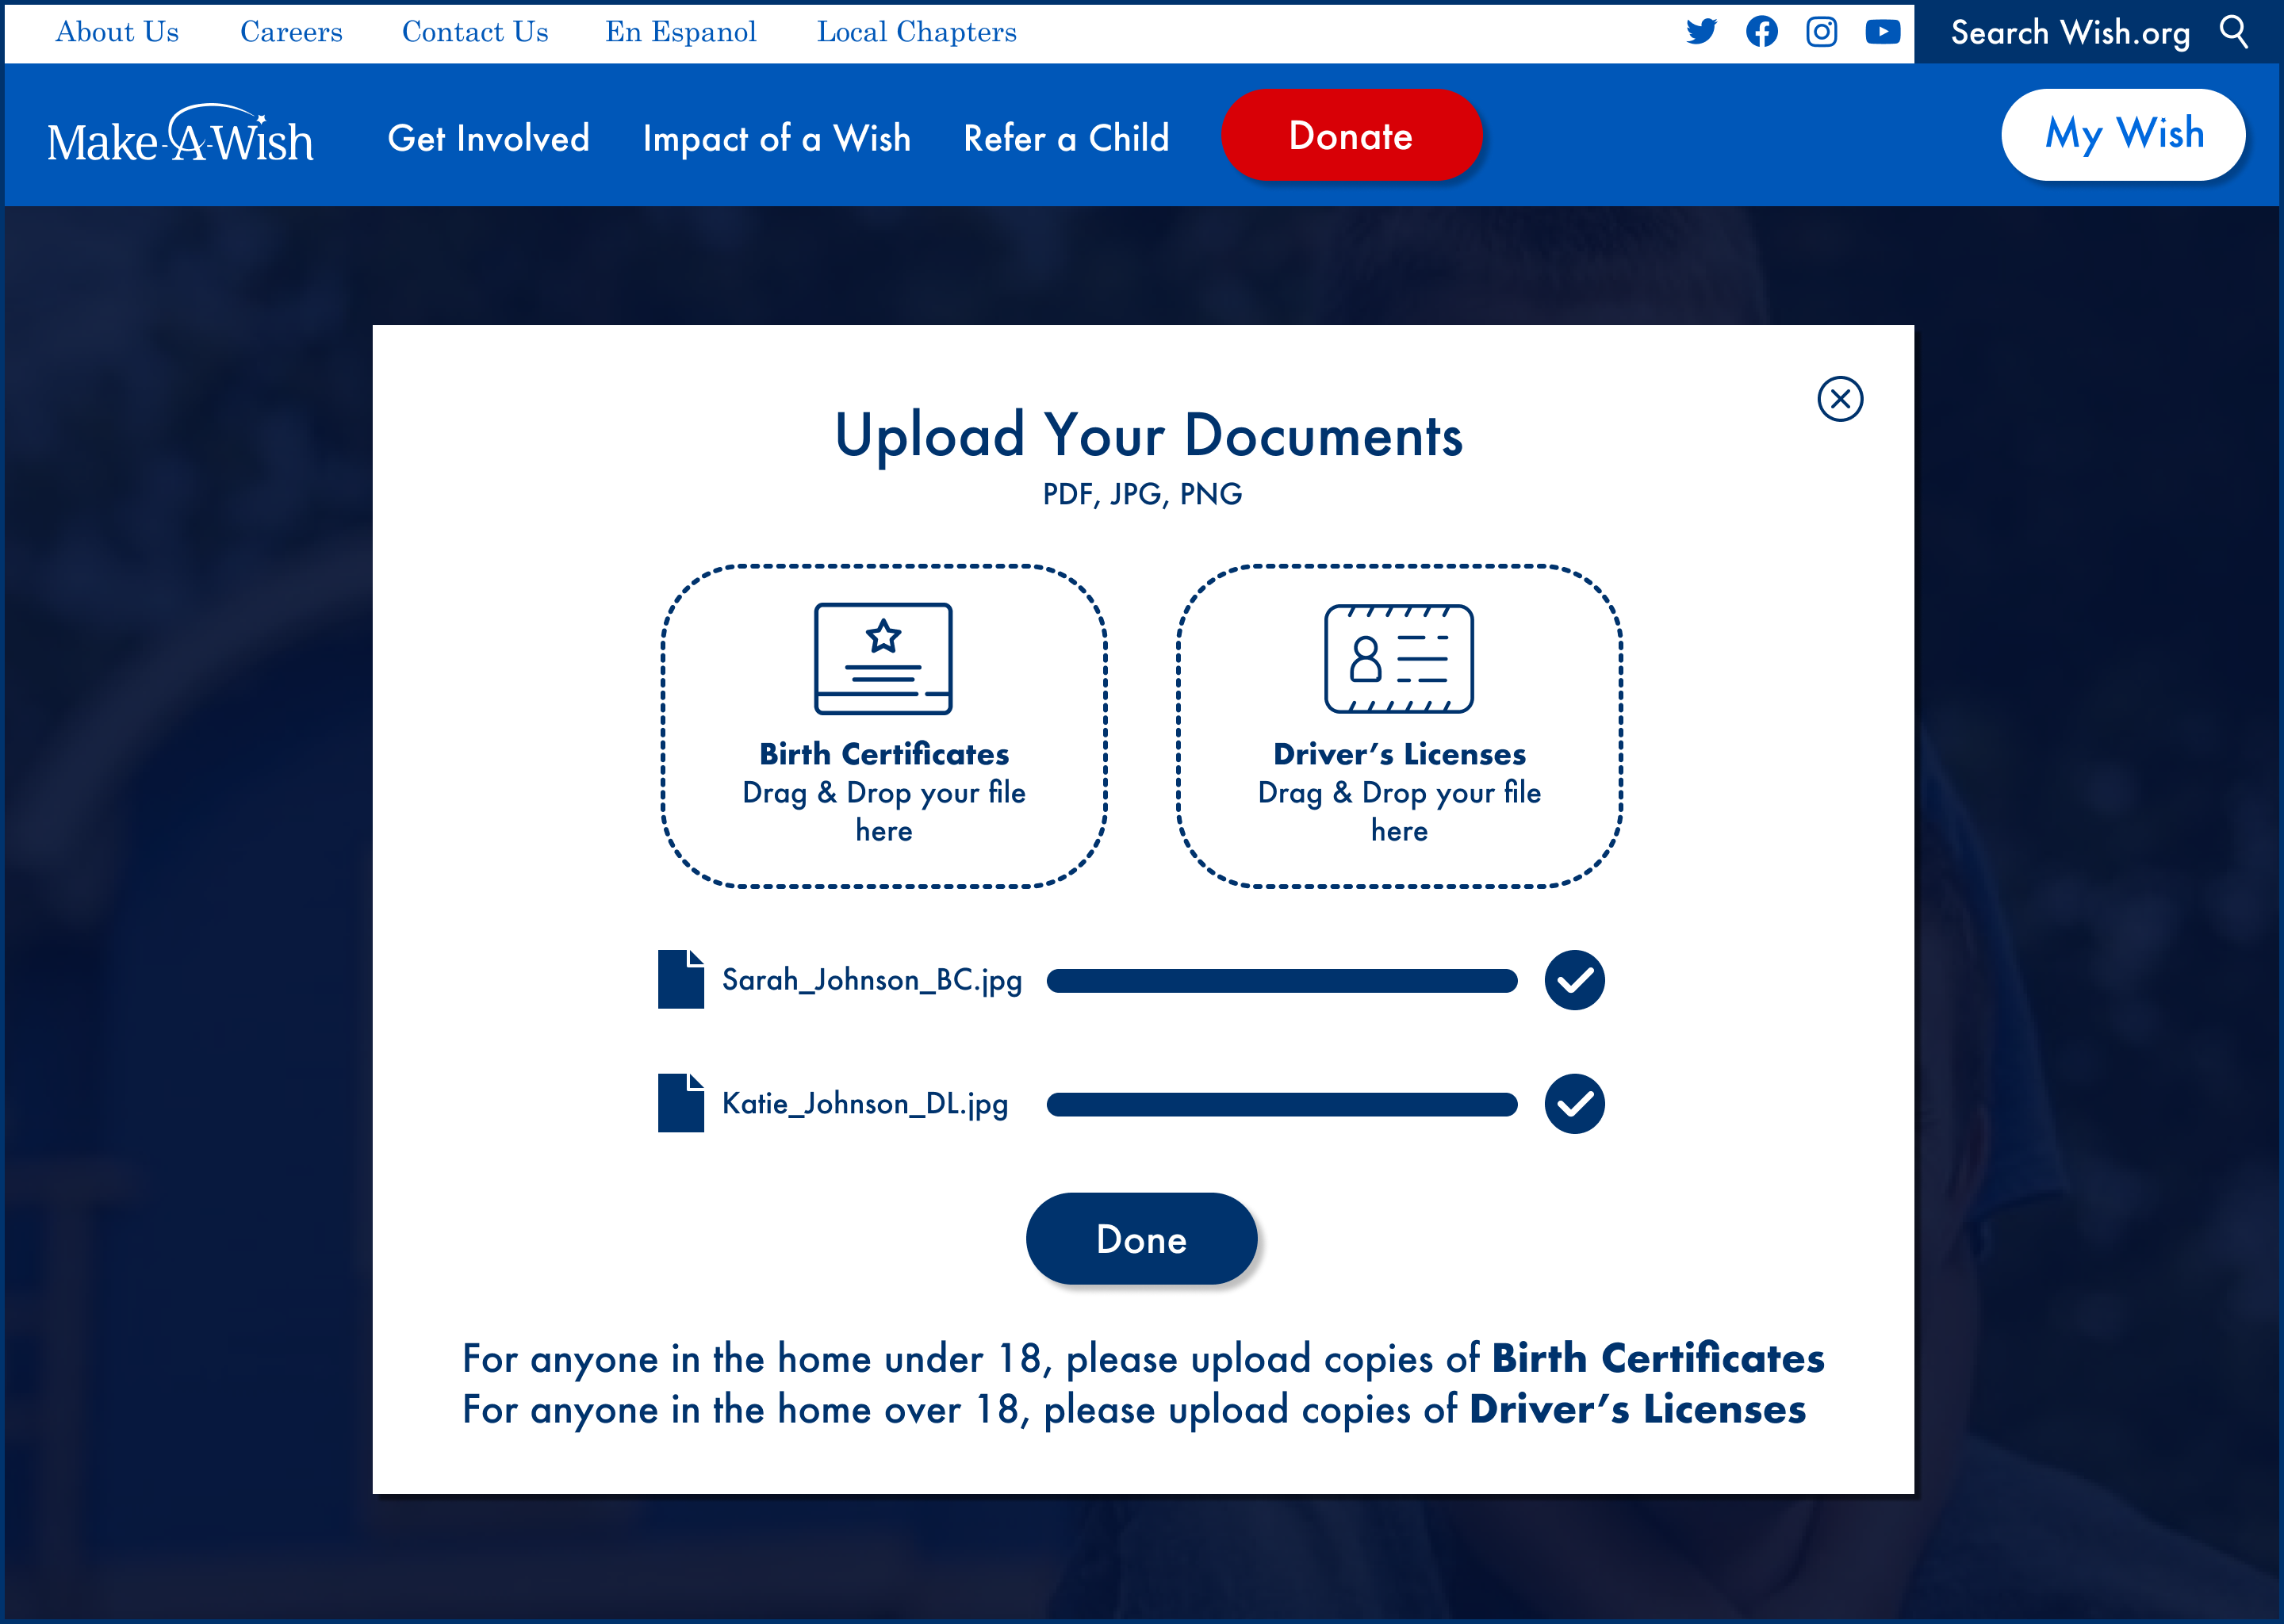 About Us Careers Contact Us En Espanol Local Chapters Search Wish.org
Make-A-Wish Get Involved Impact of a Wish Refer a Child Donate My Wish
Upload Your Documents
PDF, JPG, PNG
Birth Certificates
Drag & Drop your file
here
Driver’s Licenses
Drag & Drop your file
here
Sarah_Johnson_BC.jpg
Katie_Johnson_DL.jpg
Done
For anyone in the home under 18, please upload copies of Birth Certificates
For anyone in the home over 18, please upload copies of Driver’s Licenses